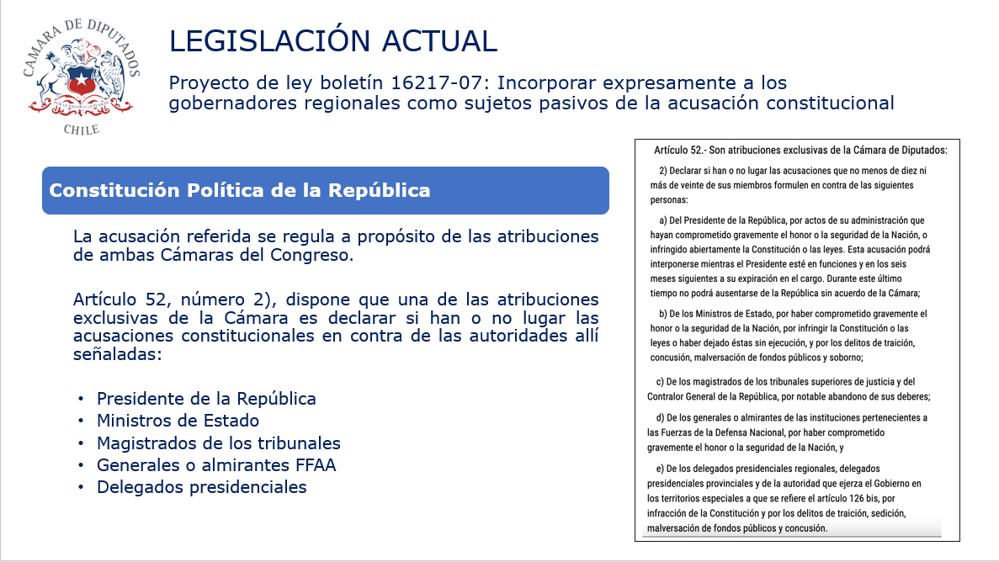 CAMARA DE DIPUTADOS
CHILE
LEGISLACIÓN ACTUAL
Proyecto de ley boletín 16217-07: Incorporar expresamente a los
gobernadores regionales como sujetos pasivos de la acusación constitucional
Constitución Política de la República
La acusación referida se regula a propósito de las atribuciones
de ambas Cámaras del Congreso.
Artículo 52, número 2), dispone que una de las atribuciones
exclusivas de la Cámara es declarar si han o no lugar las
acusaciones constitucionales en contra de las autoridades allí
señaladas:
• Presidente de la República
• Ministros de Estado
• Magistrados de los tribunales
• Generales o almirantes FFAA
• Delegados presidenciales
Artículo 52.- Son atribuciones exclusivas de la Cámara de Diputados:
2) Declarar si han o no lugar las acusaciones que no menos de diez ni
más de veinte de sus miembros formulen en contra de las siguientes
personas:
a) Del Presidente de la República, por actos de su administración que
hayan comprometido gravemente el honor o la seguridad de la Nación, o
infringido abiertamente la Constitución o las leyes. Esta acusación podrá
interponerse mientras el Presidente esté en funciones y en los seis
meses siguientes a su expiración en el cargo. Durante este último
tiempo no podrá ausentarse de la República sin acuerdo de la Cámara;
b) De los Ministros de Estado, por haber comprometido gravemente el
honor o la seguridad de la Nación, por infringir la Constitución o las
leyes o haber dejado éstas sin ejecución, y por los delitos de traición,
concusión, malversación de fondos públicos y soborno;
c) De los magistrados de los tribunales superiores de justicia y del
Contralor General de la República, por notable abandono de sus deberes;
d) De los generales o almirantes de las instituciones pertenecientes a
las Fuerzas de la Defensa Nacional, por haber comprometido
gravemente el honor o la seguridad de la Nación, y
e) De los delegados presidenciales regionales, delegados
presidenciales provinciales y de la autoridad que ejerza el Gobierno en
los territorios especiales a que se refiere el artículo 126 bis, por
infracción de la Constitución y por los delitos de traición, sedición,
malversación de fondos públicos y concusión.